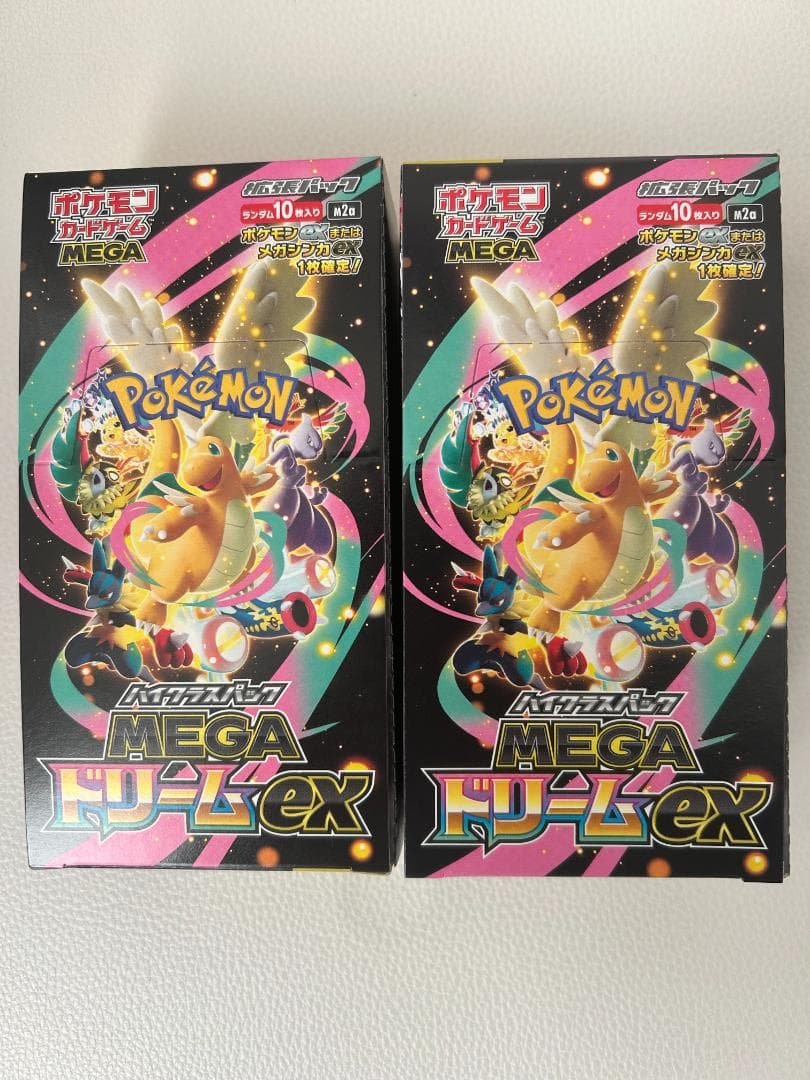 ポケモン
カードゲーム
MEGA
拡張パック
ランダム10枚入り
M2a
ポケモンexまたは
メガシンカex
1枚確定!
POKéMON
TM
ハイクラスパック
MEGA
ドリームex
ポケモン
カードゲーム
MEGA
拡張パック
ランダム10枚入り
M2a
ポケモンexまたは
メガシンカex
1枚確定!
POKéMON
TM
ハイクラスパック
MEGA
ドリームex